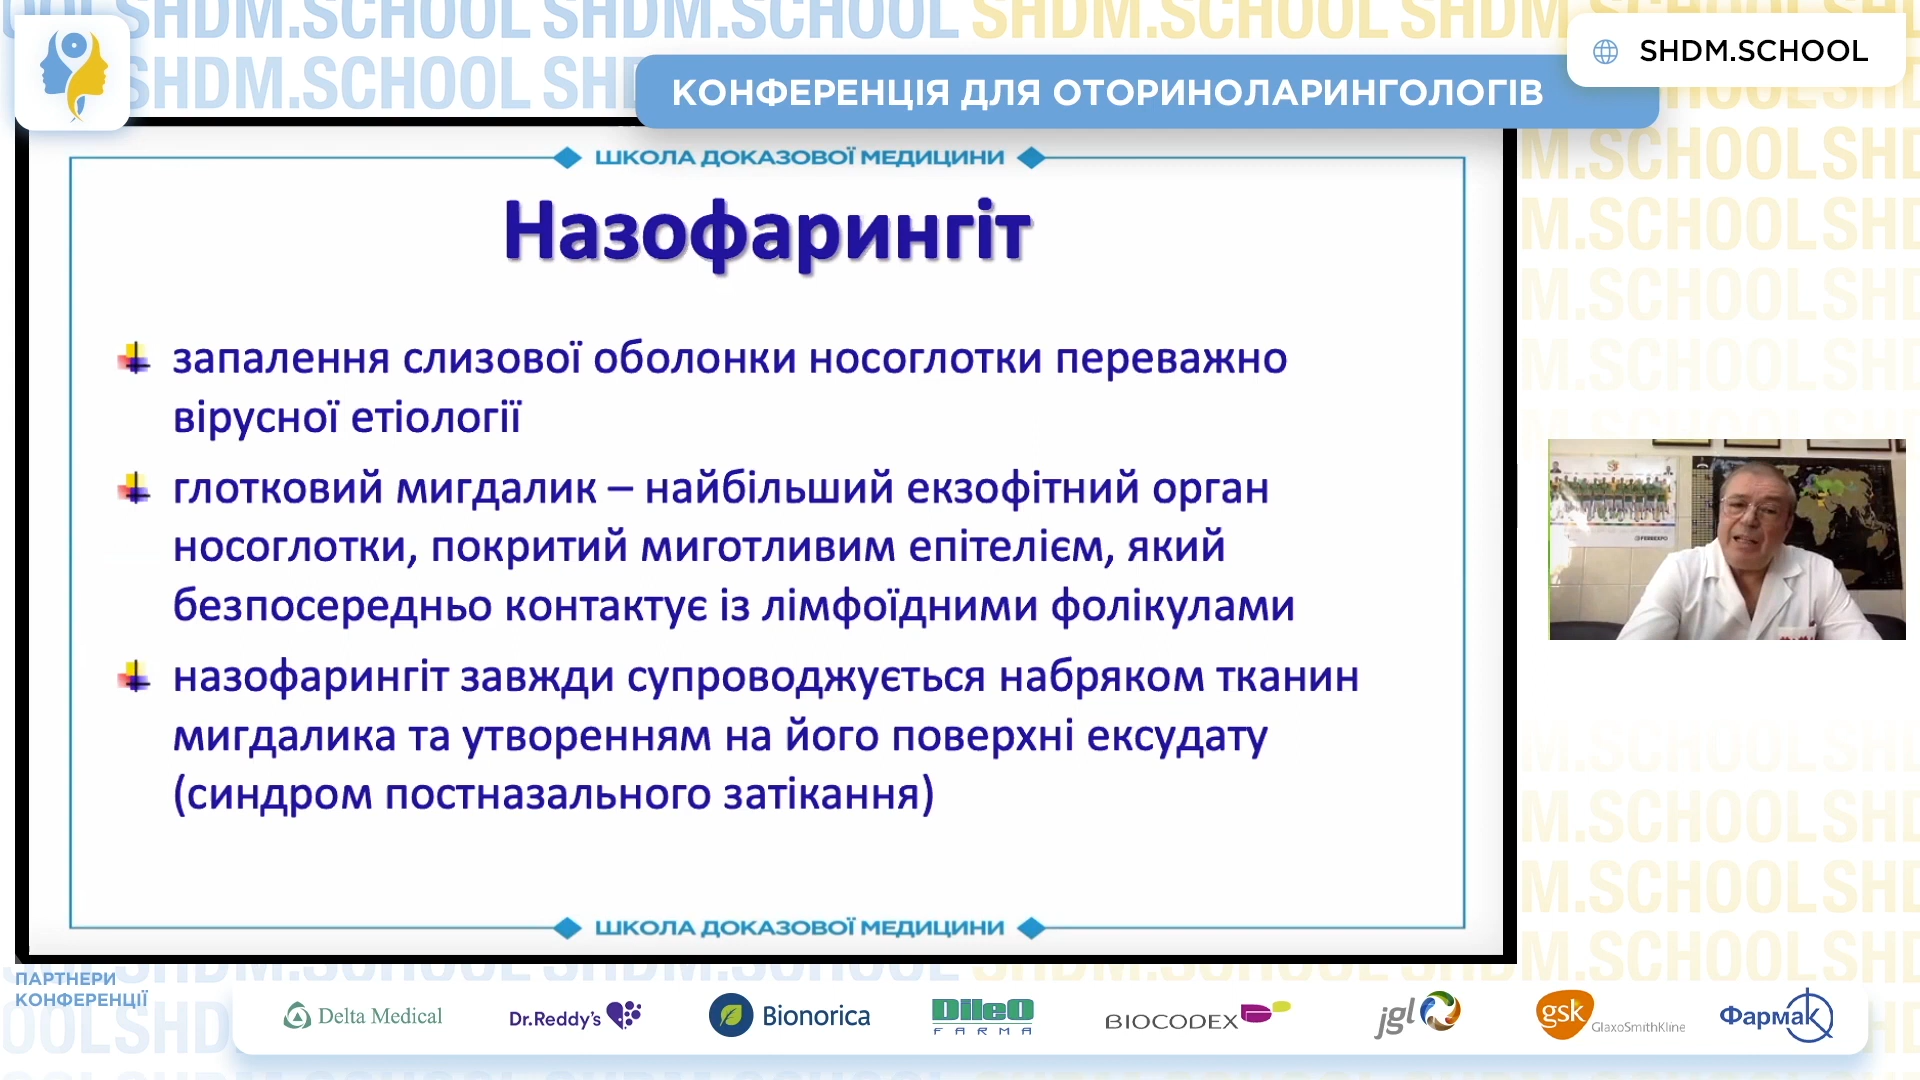 SHDM.SCHOOL SHDM.SCHOOL SHDM.SCHOOL SHDM
SHDM.SCHOOL
SHDM.SCHOOL
КОНФЕРЕНЦІЯ ДЛЯ ОТОРИНОЛАРИНГОЛОГІВ
ШКОЛА ДОКАЗОВОЇ МЕДИЦИНИ
Назофарингіт
запалення слизової оболонки носоглотки переважно
вірусної етіології
глотковий мигдалик – найбільший екзофітний орган
носоглотки, покритий миготливим епітелієм, який
безпосередньо контактує із лімфоїдними фолікулами
назофарингіт завжди супроводжується набряком тканин
мигдалика та утворенням на його поверхні ексудату
(синдром постназального затікання)
ШКОЛА ДОКАЗОВОЇ МЕДИЦИНИ
ПАРТНЕРИ
КОНФЕРЕНЦІЇ
Delta Medical
Dr.Reddy's
Bionorica
DileO
FARMA
BIOCODEX
jgl
gsk
GlaxoSmithKline
Фармак